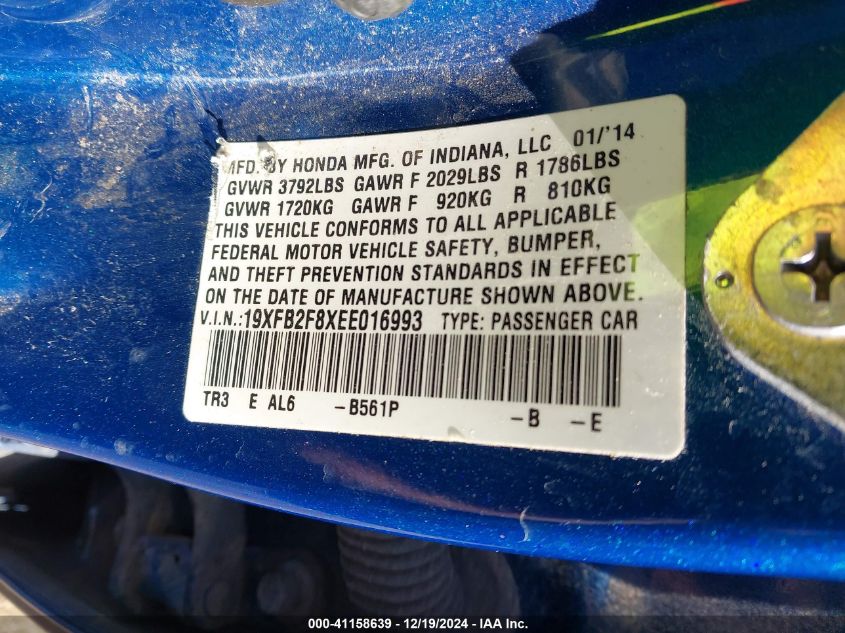 MFD. BY HONDA MFG. OF INDIANA, LLC 01/'14
GVWR 3792LBS GAWR F 2029LBS R 1786LBS
GVWR 1720KG GAWR F 920KG R 810KG
THIS VEHICLE CONFORMS TO ALL APPLICABLE
FEDERAL MOTOR VEHICLE SAFETY, BUMPER,
AND THEFT PREVENTION STANDARDS IN EFFECT
ON THE DATE OF MANUFACTURE SHOWN ABOVE.
V.I.N.:19XFB2F8XEE016993 TYPE: PASSENGER CAR
TR3 E AL6 -B561P -B -E
000-41158639 / 12/19/2024 - IAA Inc.